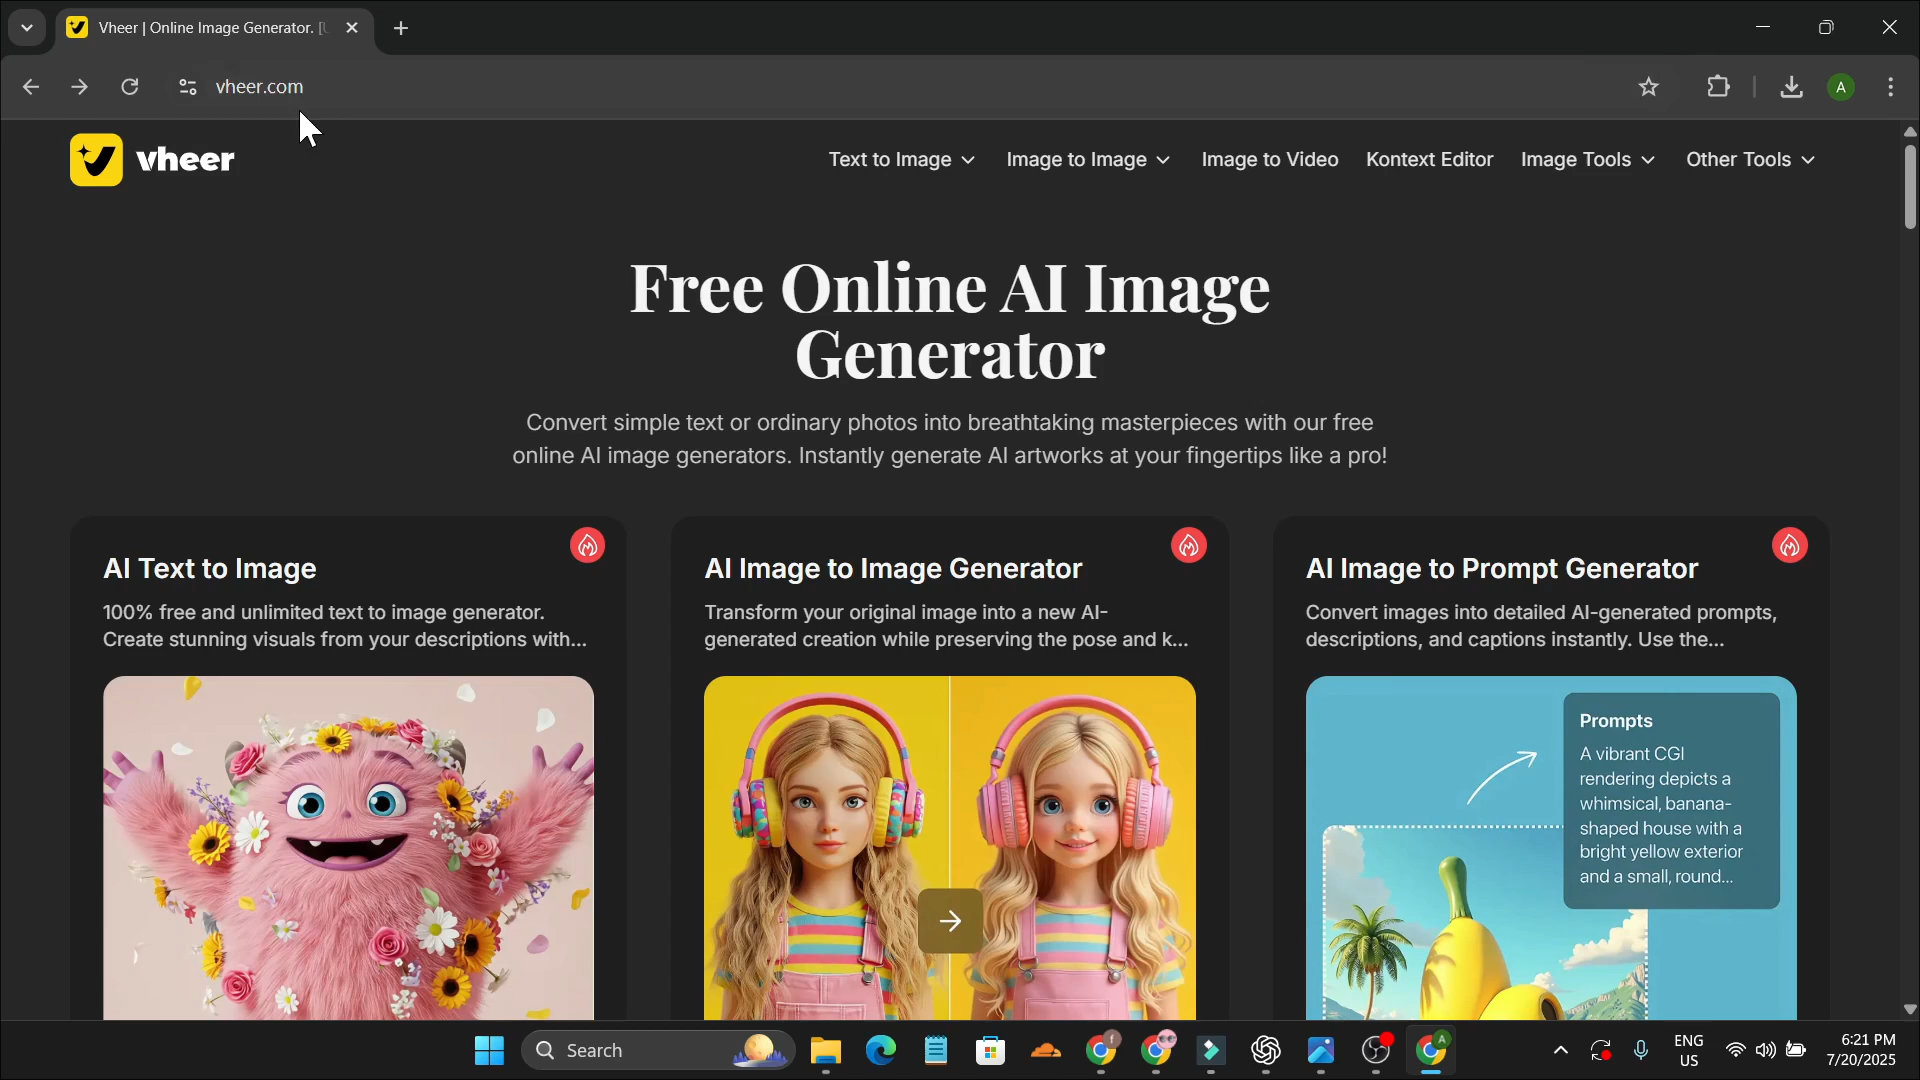 Vheer | Online Image Generator. [
vheer.com
A
vheer
Text to Image
Image to Image
Image to Video
Kontext Editor
Image Tools
Other Tools
Free Online AI Image
Generator
Convert simple text or ordinary photos into breathtaking masterpieces with our free
online AI image generators. Instantly generate AI artworks at your fingertips like a pro!
AI Text to Image
100% free and unlimited text to image generator.
Create stunning visuals from your descriptions with...
AI Image to Image Generator
Transform your original image into a new AI-
generated creation while preserving the pose and k...
AI Image to Prompt Generator
Convert images into detailed AI-generated prompts,
descriptions, and captions instantly. Use the...
Prompts
A vibrant CGI
rendering depicts a
whimsical, banana-
shaped house with a
bright yellow exterior
and a small, round...
Search
f
A
ENG
US
6:21 PM
7/20/2025